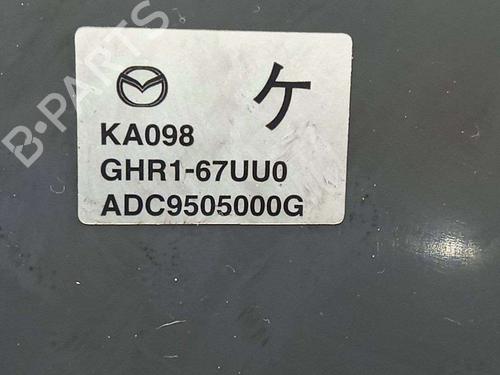 B-PARTS
ケ
KA098
GHR1-67UU0
ADC9505000G